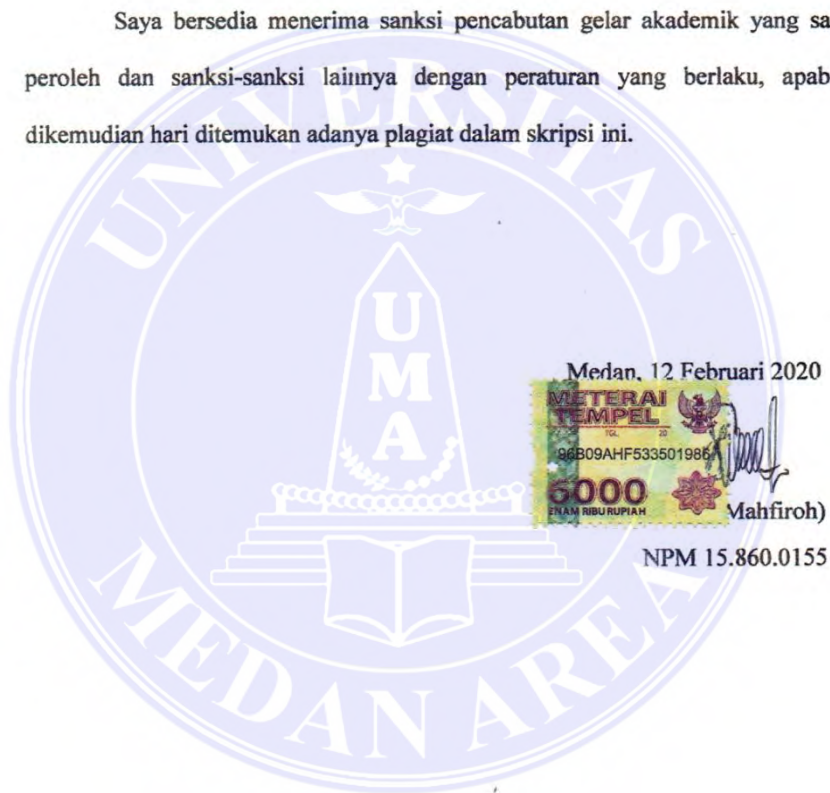 Saya bersedia menerima sanksi pencabutan gelar akademik yang sa
peroleh dan sanksi-sanksi lainnya dengan peraturan yang berlaku, apab
dikemudian hari ditemukan adanya plagiat dalam skripsi ini.
UNIVERSITAS
UMA
Medan, 12 Februari 2020
METERAI
TEMPEL
TGL. 20
96B09AHF533501986
6000
ENAM RIBU RUPIAH
Mahfiroh)
NPM 15.860.0155
MEDAN AREA